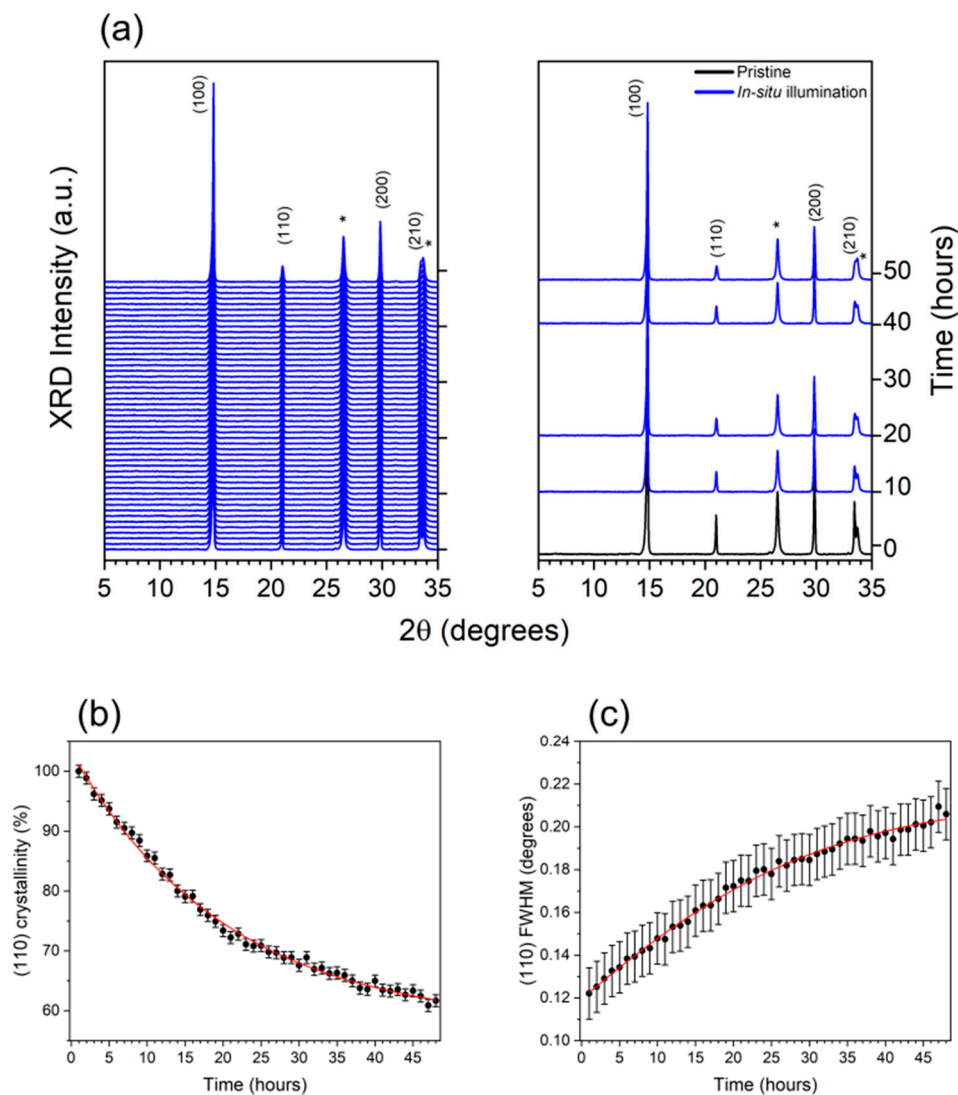 (a)
XRD Intensity (a.u.)
(100)
(110)
*
(200)
(210)
*
5 10 15 20 25 30 35
Pristine
In-situ illumination
(100)
(110)
*
(200)
(210)
*
50
40
30
20
10
0
Time (hours)
5 10 15 20 25 30 35
2θ (degrees)
(b)
(110) crystallinity (%)
100
90
80
70
60
0 5 10 15 20 25 30 35 40 45
Time (hours)
(c)
(110) FWHM (degrees)
0.24
0.22
0.20
0.18
0.16
0.14
0.12
0.10
0 5 10 15 20 25 30 35 40 45
Time (hours)